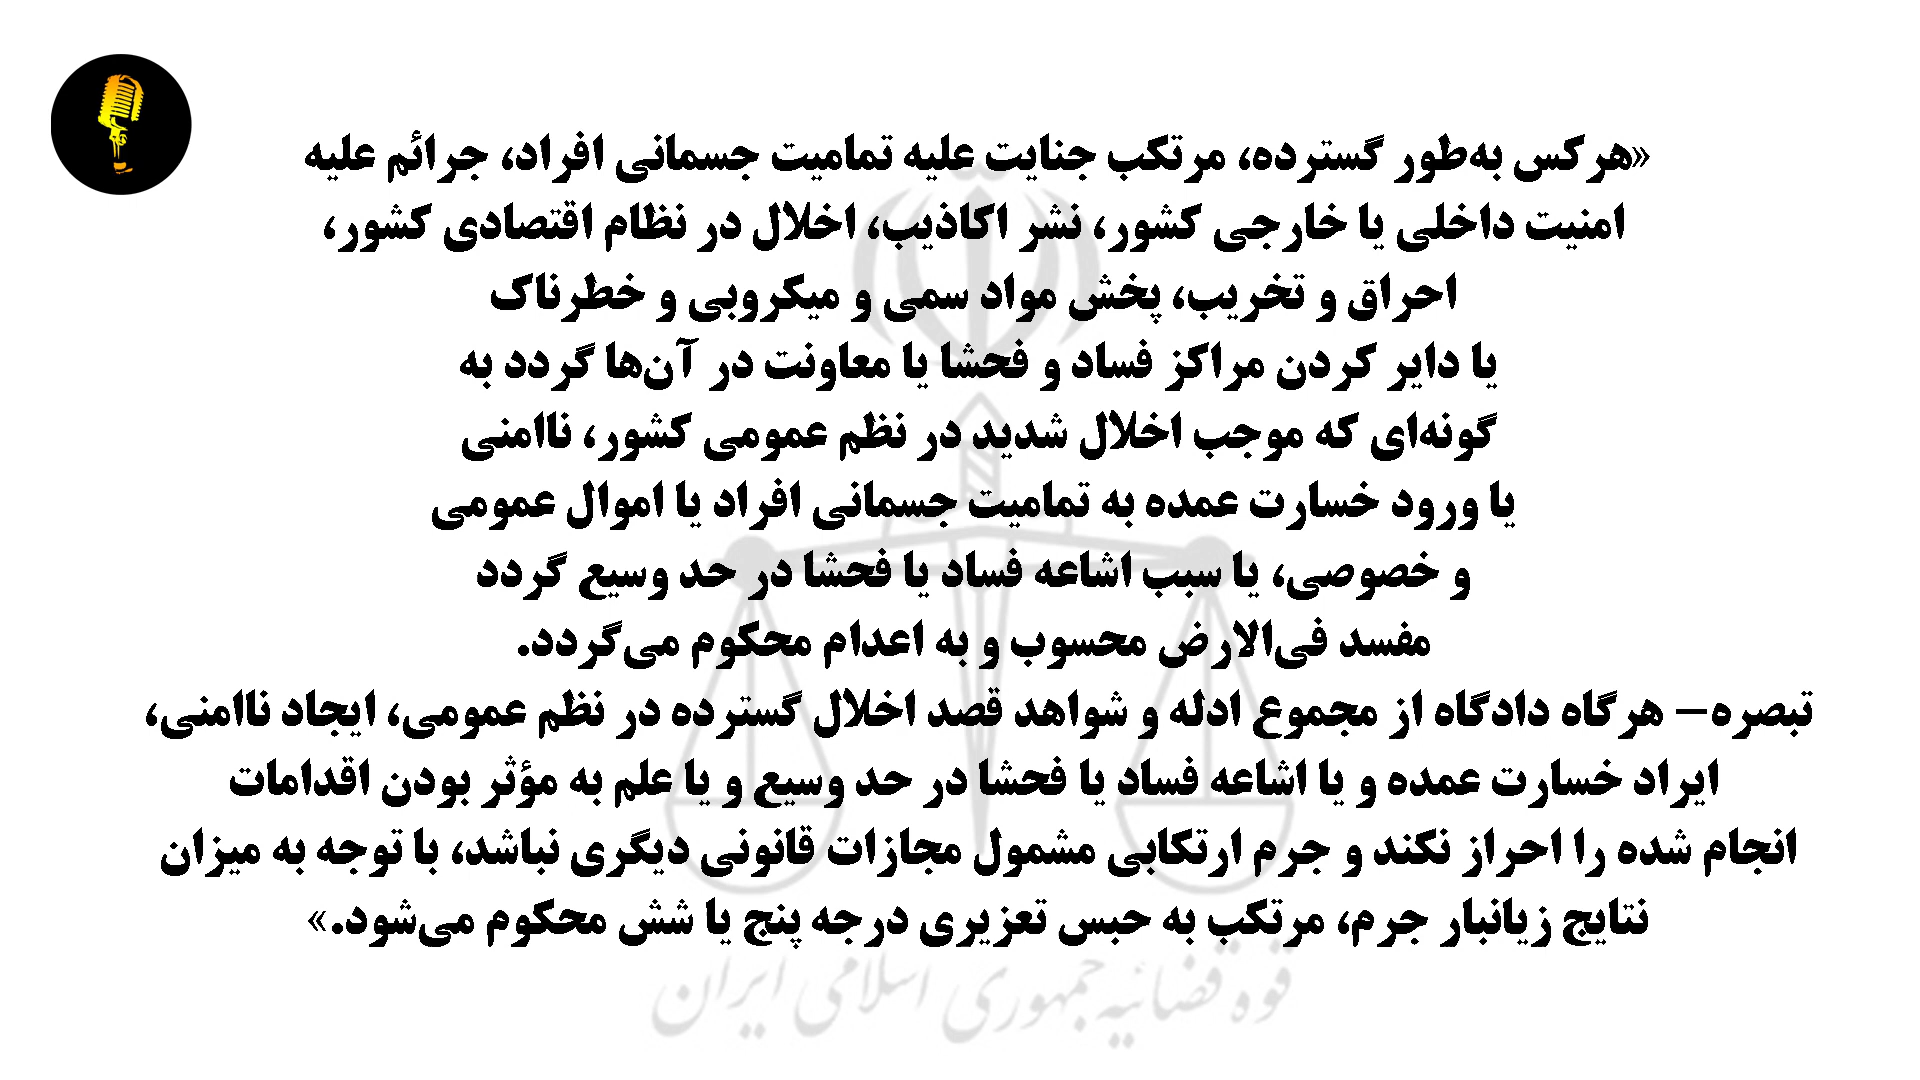 «هرکس به‌طور گسترده، مرتکب جنایت علیه تمامیت جسمانی افراد، جرائم علیه
امنیت داخلی یا خارجی کشور، نشر اکاذیب، اخلال در نظام اقتصادی کشور،
احراق و تخریب، پخش مواد سمی و میکروبی و خطرناک
یا دایر کردن مراکز فساد و فحشا یا معاونت در آن‌ها گردد به
گونه‌ای که موجب اخلال شدید در نظم عمومی کشور، ناامنی
یا ورود خسارت عمده به تمامیت جسمانی افراد یا اموال عمومی
و خصوصی، یا سبب اشاعه فساد یا فحشا در حد وسیع گردد
مفسد فی‌الارض محسوب و به اعدام محکوم می‌گردد.
تبصره– هرگاه دادگاه از مجموع ادله و شواهد قصد اخلال گسترده در نظم عمومی، ایجاد ناامنی،
ایراد خسارت عمده و یا اشاعه فساد یا فحشا در حد وسیع و یا علم به مؤثر بودن اقدامات
انجام شده را احراز نکند و جرم ارتکابی مشمول مجازات قانونی دیگری نباشد، با توجه به میزان
نتایج زیانبار جرم، مرتکب به حبس تعزیری درجه پنج یا شش محکوم می‌شود.»
قوه قضائیه جمهوری اسلامی ایران